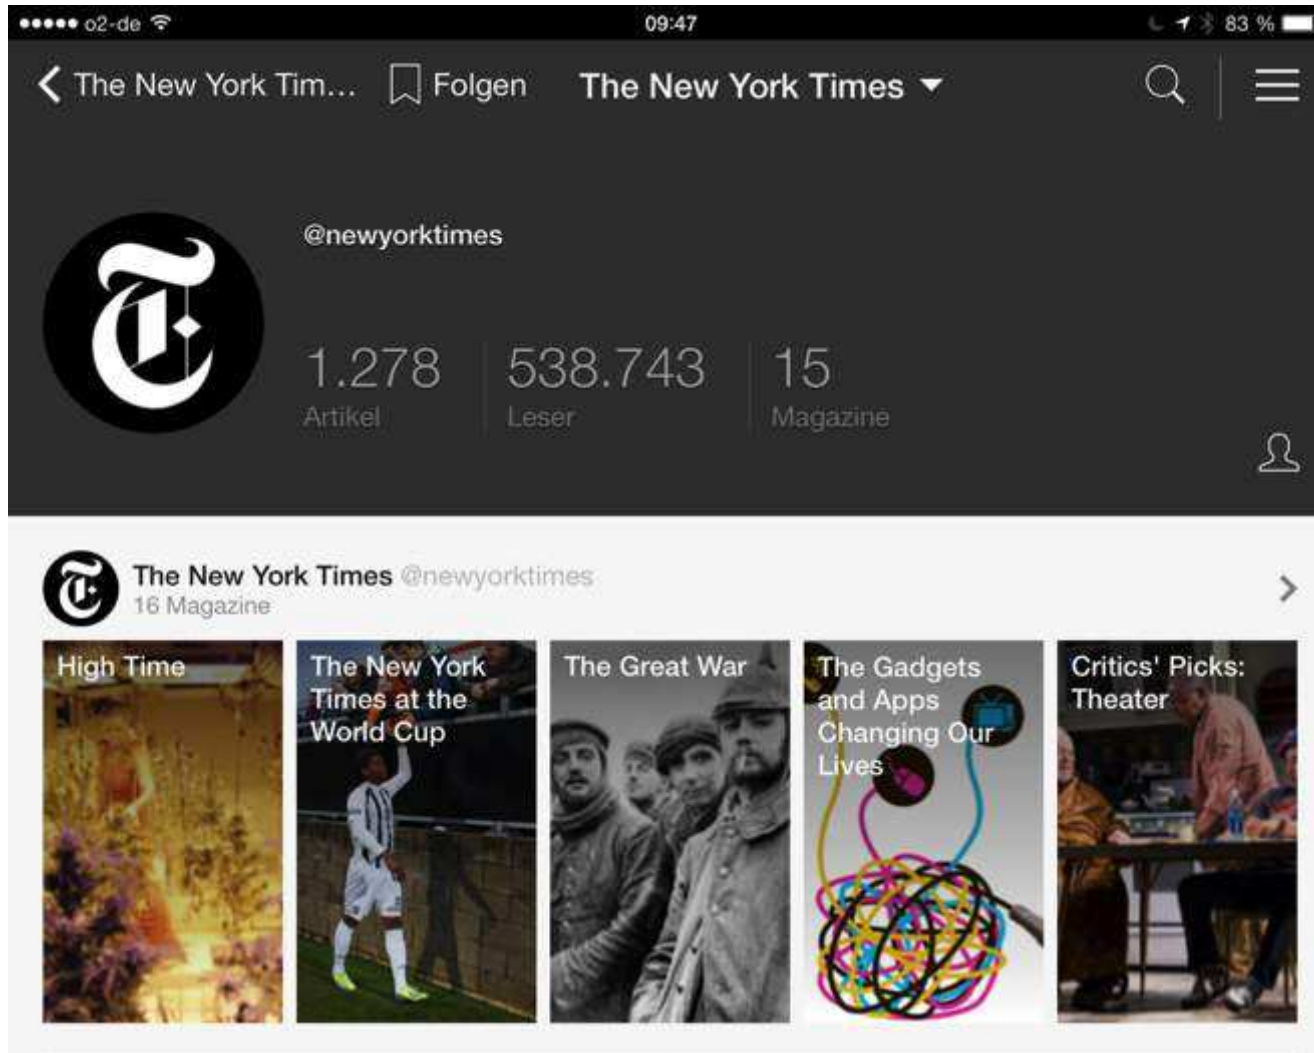 o2-de 09:47 83 %
The New York Tim... Folgen The New York Times
@newyorktimes
1.278 538.743 15
Artikel Leser Magazine
The New York Times @newyorktimes
16 Magazine
High Time
The New York
Times at the
World Cup
The Great War
The Gadgets
and Apps
Changing Our
Lives
Critics' Picks:
Theater